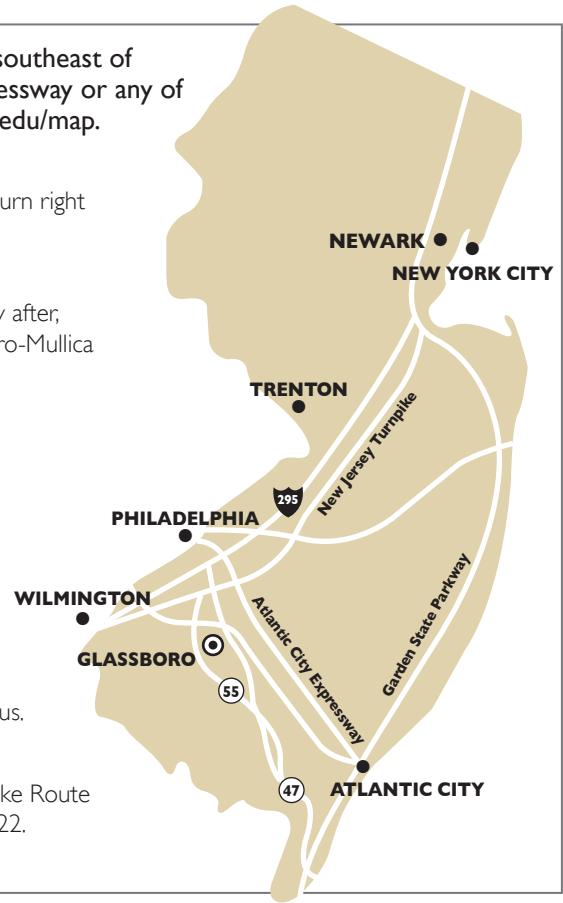 southeast of
essway or any of
edu/map.
urn right
y after,
ro-Mullica
us.
ke Route
22.
NEWARK
NEW YORK CITY
TRENTON
New Jersey Turnpike
295
PHILADELPHIA
WILMINGTON
Atlantic City Expressway
Garden State Parkway
GLASSBORO
55
47
ATLANTIC CITY